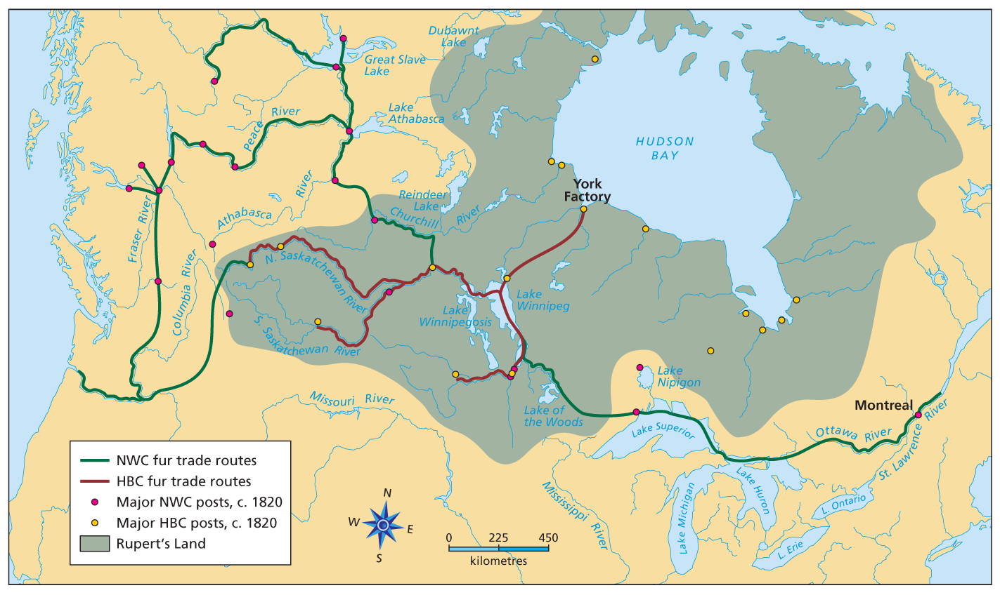 Dubawnt
Lake
Great Slave
Lake
Lake
Athabasca
Peace
River
HUDSON
BAY
York
Factory
Reindeer
Lake
Churchill
River
Athabasca
River
Fraser River
Columbia River
N. Saskatchewan River
S. Saskatchewan River
Lake
Winnipeg
Lake
Winnipegosis
Lake
Nipigon
Lake of
the Woods
Missouri River
Lake Superior
Montreal
Ottawa River
St. Lawrence River
Lake Huron
Lake Michigan
L. Ontario
L. Erie
Mississippi River
NWC fur trade routes
HBC fur trade routes
Major NWC posts, c. 1820
Major HBC posts, c. 1820
Rupert's Land
N
W
E
S
0 225 450
kilometres